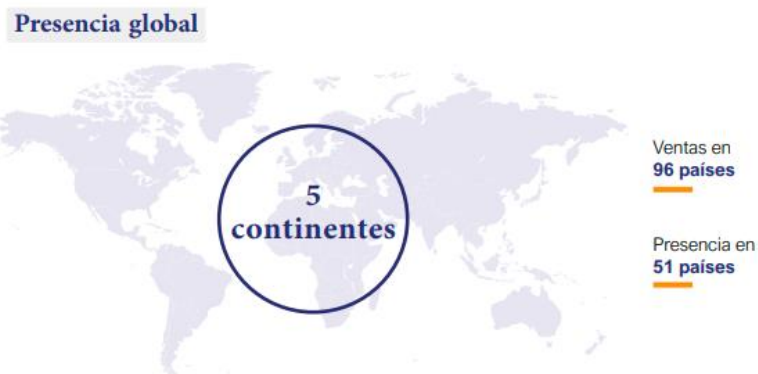 Presencia global
5
continentes
Ventas en
96 países
Presencia en
51 países